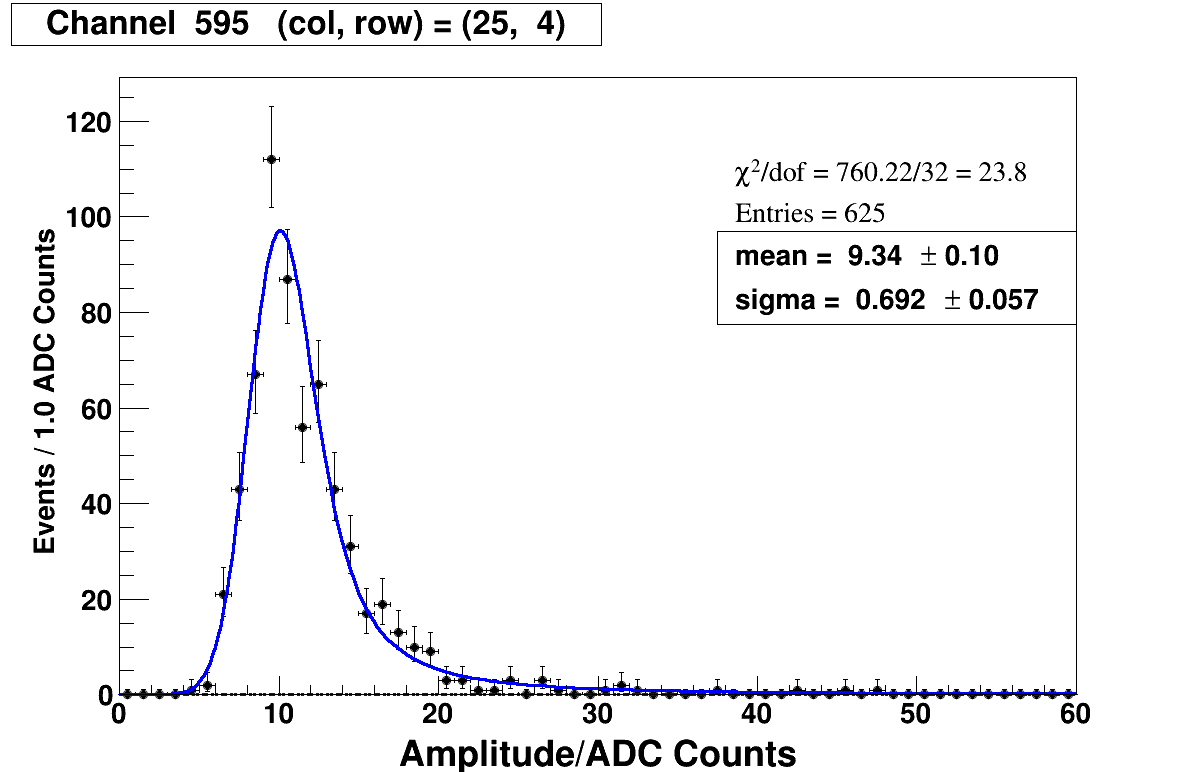 Channel 595 (col, row) = (25, 4)
120
100
80
60
40
20
0
Events / 1.0 ADC Counts
χ²/dof = 760.22/32 = 23.8
Entries = 625
mean = 9.34 ± 0.10
sigma = 0.692 ± 0.057
0 10 20 30 40 50 60
Amplitude/ADC Counts